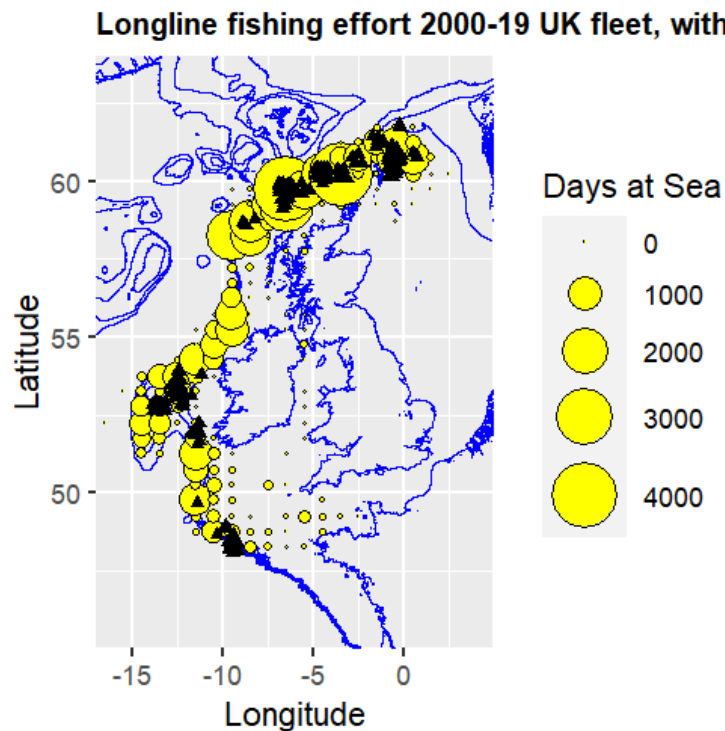 Longline fishing effort 2000-19 UK fleet, with
60
55
50
Latitude
-15 -10 -5 0
Longitude
Days at Sea
0
1000
2000
3000
4000